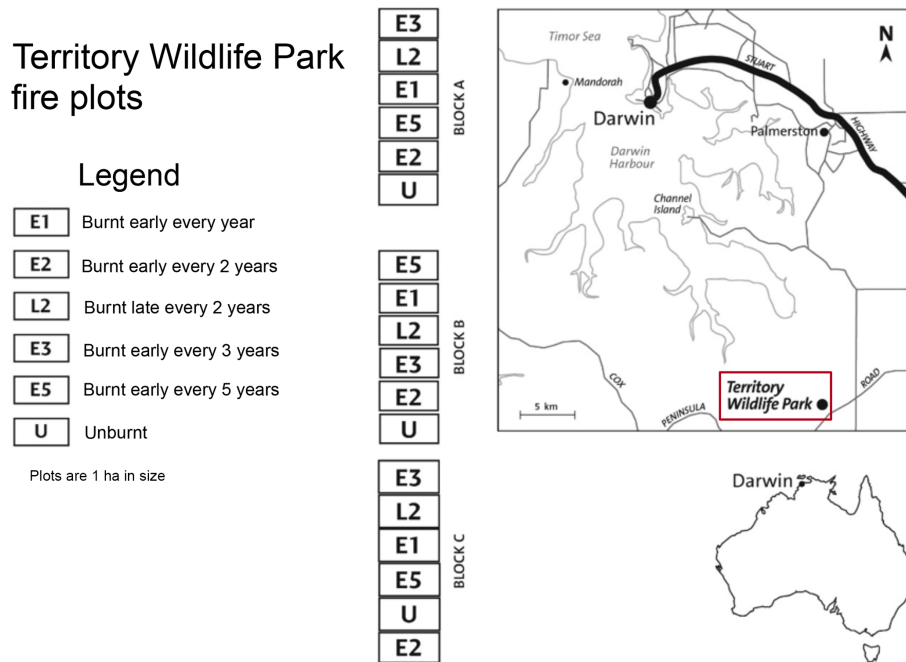 Territory Wildlife Park
fire plots
Legend
E1 Burnt early every year
E2 Burnt early every 2 years
L2 Burnt late every 2 years
E3 Burnt early every 3 years
E5 Burnt early every 5 years
U Unburnt
Plots are 1 ha in size
E3
L2
E1
E5
E2
U
BLOCK A
E5
E1
L2
E3
E2
U
BLOCK B
E3
L2
E1
E5
U
E2
BLOCK C
Timor Sea
N
STUART
Mandorah
Darwin
Palmerston
HIGHWAY
Darwin
Harbour
Channel
Island
COX
PENINSULA
ROAD
Territory
Wildlife Park
5 km
Darwin